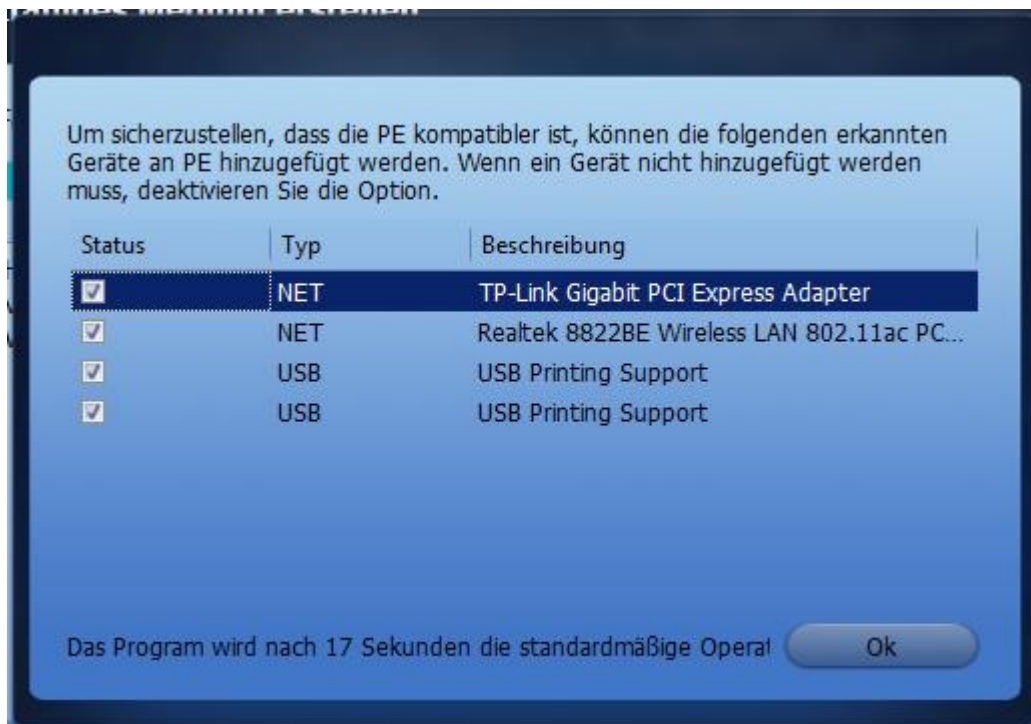 Um sicherzustellen, dass die PE kompatibler ist, können die folgenden erkannten
Geräte an PE hinzugefügt werden. Wenn ein Gerät nicht hinzugefügt werden
muss, deaktivieren Sie die Option.
Status Typ Beschreibung
NET TP-Link Gigabit PCI Express Adapter
NET Realtek 8822BE Wireless LAN 802.11ac PC...
USB USB Printing Support
USB USB Printing Support
Das Program wird nach 17 Sekunden die standardmäßige Operat Ok